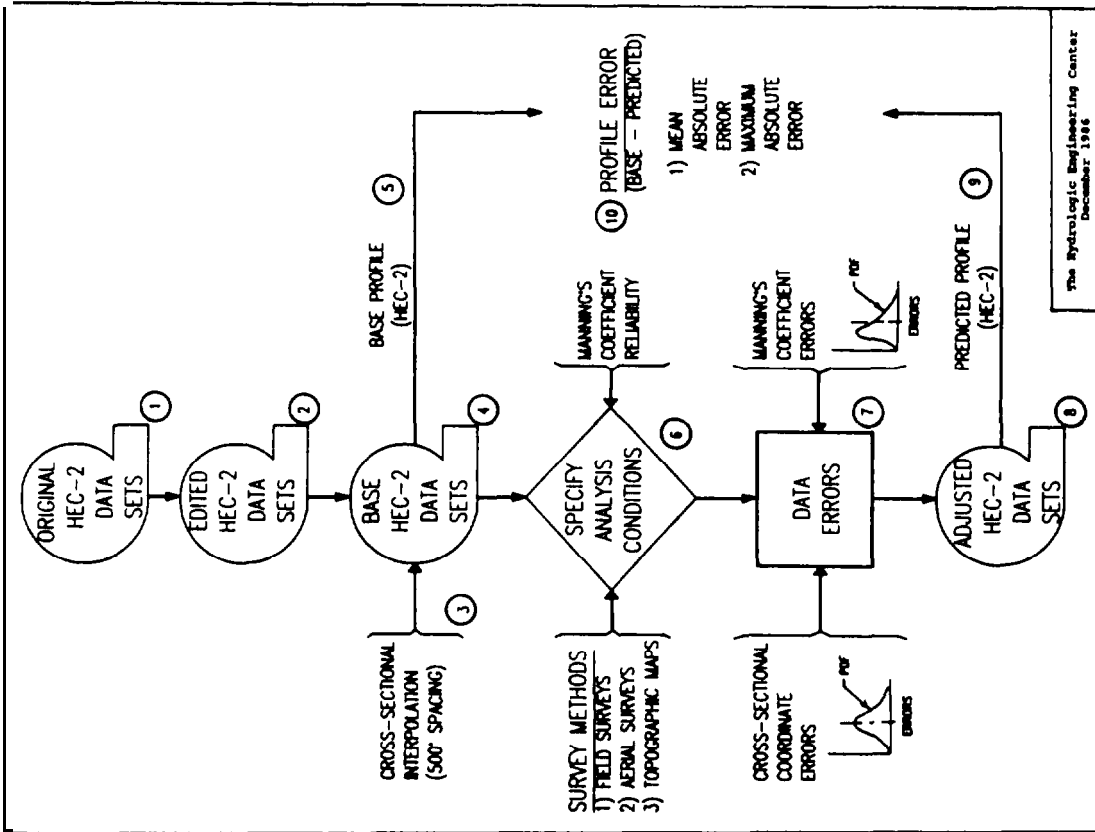 ORIGINAL
HEC-2
DATA
SETS
1
EDITED
HEC-2
DATA
SETS
2
CROSS-SECTIONAL
INTERPOLATION
(500' SPACING)
3
BASE
HEC-2
DATA
SETS
4
BASE PROFILE
(HEC-2)
5
SURVEY METHODS
1) FIELD SURVEYS
2) AERIAL SURVEYS
3) TOPOGRAPHIC MAPS
SPECIFY
ANALYSIS
CONDITIONS
6
MANNING'S
COEFFICIENT
RELIABILITY
10 PROFILE ERROR
(BASE - PREDICTED)
1) MEAN
ABSOLUTE
ERROR
2) MAXIMUM
ABSOLUTE
ERROR
CROSS-SECTIONAL
COORDINATE
ERRORS
PDF
ERRORS
DATA
ERRORS
7
MANNING'S
COEFFICIENT
ERRORS
PDF
ERRORS
ADJUSTED
HEC-2
DATA
SETS
8
PREDICTED PROFILE
(HEC-2)
9
The Hydrologic Engineering Center
December 1986